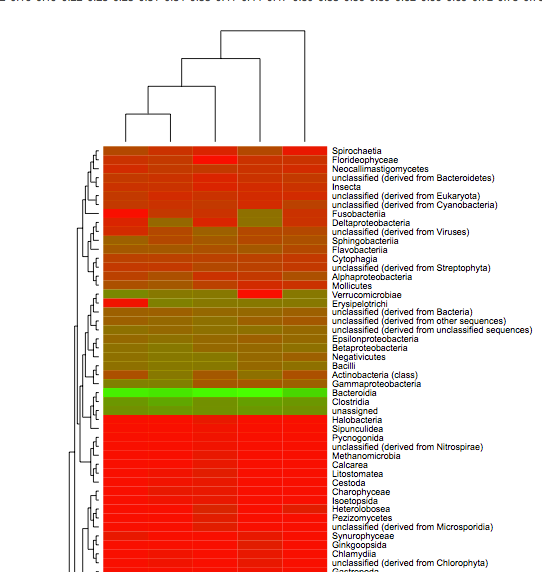 Spirochaetia
Florideophyceae
Neocallimastigomycetes
unclassified (derived from Bacteroidetes)
Insecta
unclassified (derived from Eukaryota)
unclassified (derived from Cyanobacteria)
Fusobacteria
Deltaproteobacteria
unclassified (derived from Viruses)
Sphingobacteriia
Flavobacteriia
Cytophagia
unclassified (derived from Streptophyta)
Alphaproteobacteria
Mollicutes
Verrucomicrobiae
Erysipelotrichi
unclassified (derived from Bacteria)
unclassified (derived from other sequences)
unclassified (derived from unclassified sequences)
Epsilonproteobacteria
Betaproteobacteria
Negativicutes
Bacilli
Actinobacteria (class)
Gammaproteobacteria
Bacteroidia
Clostridia
unassigned
Halobacteria
Sipunculidea
Pycnogonida
unclassified (derived from Nitrospirae)
Methanomicrobia
Calcarea
Litostomatea
Cestoda
Charophyceae
Isoetopsida
Heterolobosea
Pezizomycetes
unclassified (derived from Microsporidia)
Synurophyceae
Ginkgoopsida
Chlamydiia
unclassified (derived from Chlorophyta)